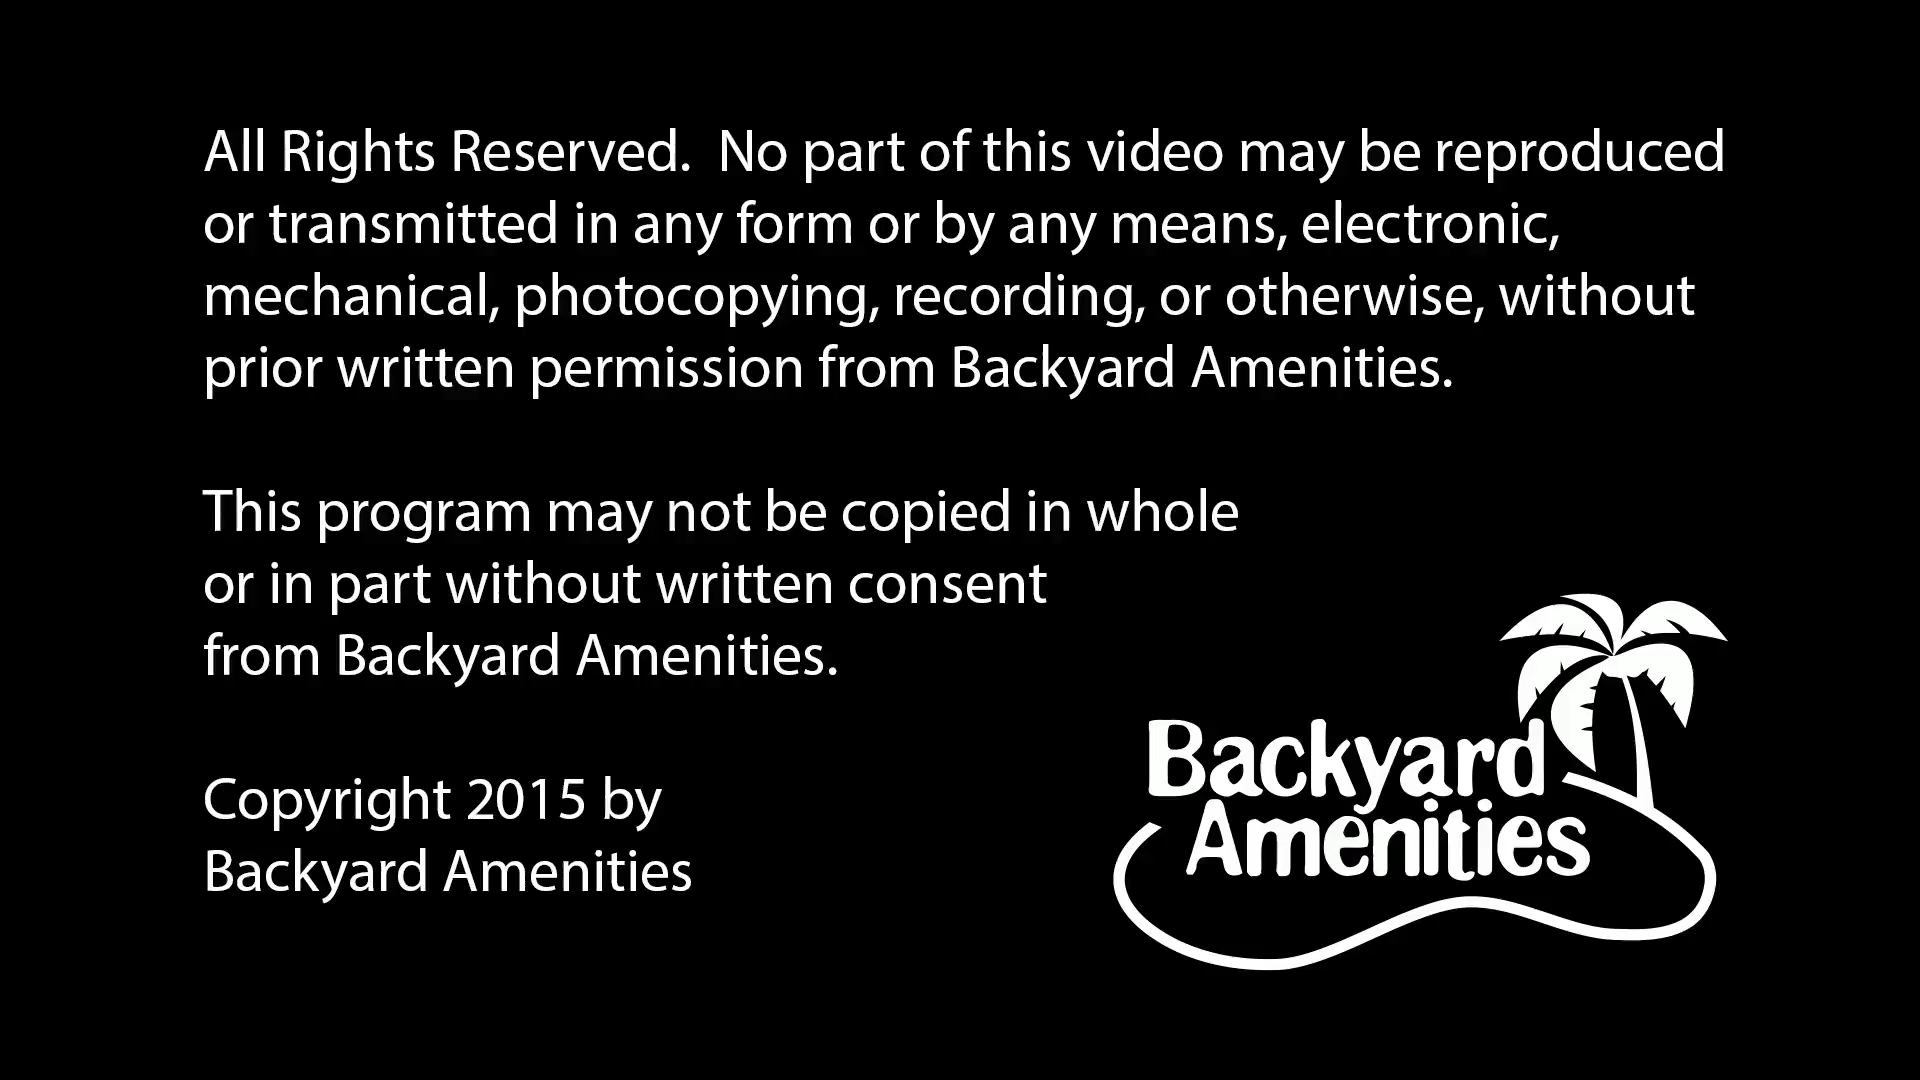 All Rights Reserved.  No part of this video may be reproduced
or transmitted in any form or by any means, electronic,
mechanical, photocopying, recording, or otherwise, without
prior written permission from Backyard Amenities.
This program may not be copied in whole
or in part without written consent
from Backyard Amenities.
Copyright 2015 by
Backyard Amenities
Backyard
Amenities